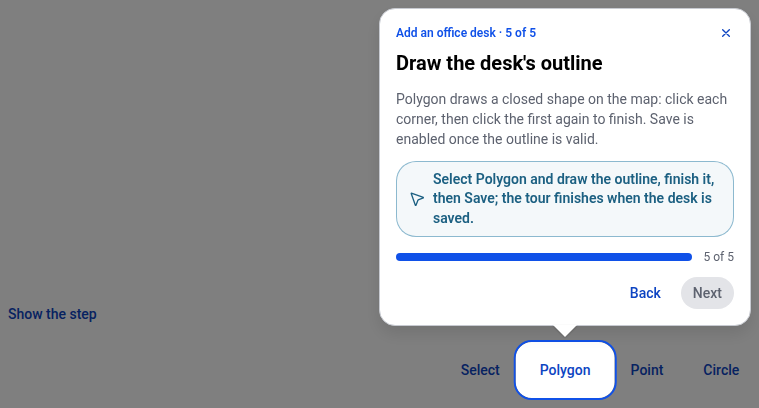 Add an office desk · 5 of 5
Draw the desk's outline
Polygon draws a closed shape on the map: click each
corner, then click the first again to finish. Save is
enabled once the outline is valid.
Select Polygon and draw the outline, finish it,
then Save; the tour finishes when the desk is
saved.
5 of 5
Back Next
Show the step
Select Polygon Point Circle